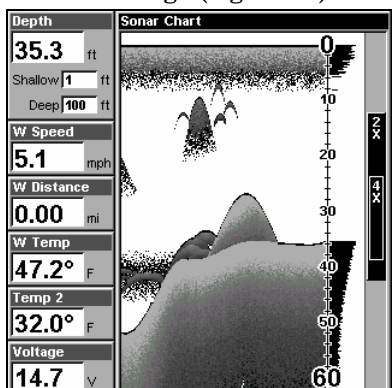 Depth
35.3 ft
Shallow 1 ft
Deep 100 ft
W Speed
5.1 mph
W Distance
0.00 mi
W Temp
47.2° F
Temp 2
32.0° F
Voltage
14.7 V
Sonar Chart
0
10
20
30
40
50
60
2X
4X